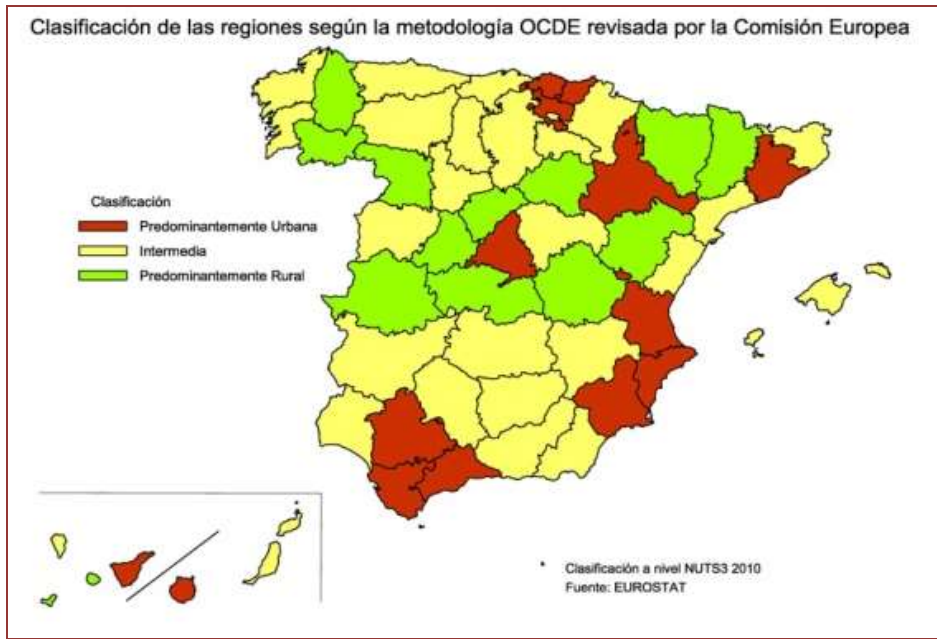 Clasificación de las regiones según la metodología OCDE revisada por la Comisión Europea
Clasificación
Predominantemente Urbana
Intermedia
Predominantemente Rural
* Clasificación a nivel NUTS3 2010
Fuente: EUROSTAT